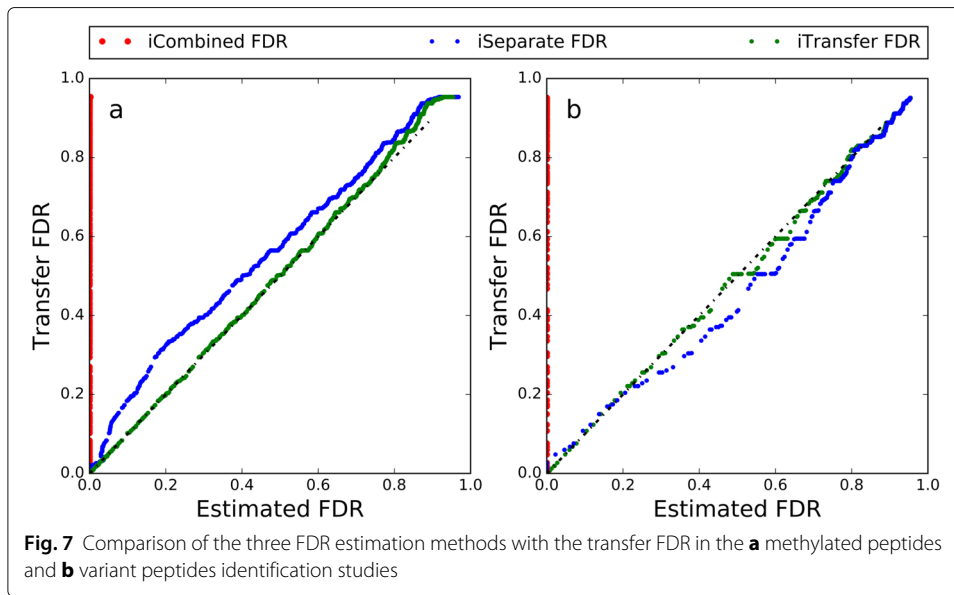 iCombined FDR iSeparate FDR iTransfer FDR
a
1.0
0.8
0.6
0.4
0.2
0.0
Transfer FDR
0.0 0.2 0.4 0.6 0.8 1.0
Estimated FDR
b
1.0
0.8
0.6
0.4
0.2
0.0
Transfer FDR
0.0 0.2 0.4 0.6 0.8 1.0
Estimated FDR
Fig. 7 Comparison of the three FDR estimation methods with the transfer FDR in the a methylated peptides
and b variant peptides identification studies